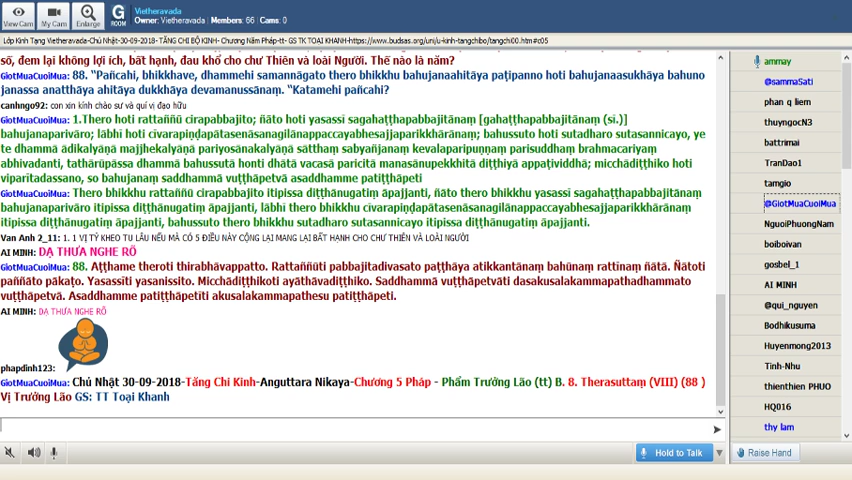 View Cam
My Cam
Enlarge
G
ROOM
Vietheravada
Owner: Vietheravada  Members: 66  Cams: 0
Lớp Kinh Tạng Vietheravada-Chủ Nhật-30-09-2018- TĂNG CHI BỘ KINH- Chương Năm Pháp-tt- GS TK TOẠI KHANH-https://www.budsas.org/uni/u-kinh-tangchibo/tangchi00.htm#c05
số, đem lại không lợi ích, bất hạnh, đau khổ cho chư Thiên và loài Người. Thế nào là năm?
GiotMuaCuoiMua: 88. "Pañcahi, bhikkhave, dhammehi samannāgato thero bhikkhu bahujanaahitāya paṭipanno hoti bahujanaasukhāya bahuno
janassa anatthāya ahitāya dukkhāya devamanussānaṃ. "Katamehi pañcahi?
canhngo92: con xin kính chào sư và quí vị đạo hữu
GiotMuaCuoiMua: 1.Thero hoti rattaññū cirapabbajito; ñāto hoti yasassī sagahaṭṭhapabbajitānaṃ [gahaṭṭhapabbajitānaṃ (sī.)]
bahujanaparivāro; lābhī hoti cīvarapiṇḍapātasenāsanagilānappaccayabhesajjaparikkhārānaṃ; bahussuto hoti sutadharo sutasannicayo, ye
te dhammā ādikalyāṇā majjhekalyāṇā pariyosānakalyāṇā sātthaṃ sabyañjanaṃ kevalaparipuṇṇaṃ parisuddhaṃ brahmacariyaṃ
abhivadanti, tathārūpāssa dhammā bahussutā honti dhātā vacasā paricitā manasānupekkhitā diṭṭhiyā appaṭividdhā; micchādiṭṭhiko hoti
viparītadassano, so bahujanaṃ saddhammā vuṭṭhāpetvā asaddhamme patiṭṭhāpeti
GiotMuaCuoiMua: Thero bhikkhu rattaññū cirapabbajito itipissa diṭṭhānugatiṃ āpajjanti, ñāto thero bhikkhu yasassī sagahaṭṭhapabbajitānaṃ
bahujanaparivāro itipissa diṭṭhānugatiṃ āpajjanti, lābhī thero bhikkhu cīvarapiṇḍapātasenāsanagilānappaccayabhesajjaparikkhārānaṃ
itipissa diṭṭhānugatiṃ āpajjanti, bahussuto thero bhikkhu sutadharo sutasannicayo itipissa diṭṭhānugatiṃ āpajjanti.
Van Anh 2_11: 1. 1 VỊ TỲ KHEO TU LÂU NẾU MÀ CÓ 5 ĐIỀU NÀY CỘNG LẠI MANG LẠI BẤT HẠNH CHO CHƯ THIÊN VÀ LOÀI NGƯỜI
AI MINH: DẠ THƯA NGHE RÕ
GiotMuaCuoiMua: 88. Aṭṭhame theroti thirabhāvappatto. Rattaññūti pabbajitadivasato paṭṭhāya atikkantānaṃ bahūnaṃ rattīnaṃ ñātā. Ñātoti
paññāto pākaṭo. Yasassīti yasanissito. Micchādiṭṭhikoti ayāthāvadiṭṭhiko. Saddhammā vuṭṭhāpetvāti dasakusalakammapathadhammato
vuṭṭhāpetvā. Asaddhamme patiṭṭhāpetīti akusalakammapathesu patiṭṭhāpeti.
AI MINH: DẠ THƯA NGHE RÕ
phapdinh123:
GiotMuaCuoiMua: Chủ Nhật 30-09-2018-Tăng Chi Kinh-Anguttara Nikaya-Chương 5 Pháp - Phẩm Trưởng Lão (tt) B. 8. Therasuttaṃ (VIII) (88 )
Vị Trưởng Lão GS: TT Toại Khanh
Hold to Talk
ammay
@sammaSati
phan q liem
thuyngocN3
battrimai
TranDao1
tamgio
@GiotMuaCuoiMua
NguoiPhuongNam
boiboivan
gosbel_1
AI MINH
@qui_nguyen
Bodhikusuma
Huyenmong2013
Tinh-Nhu
thienthien PHUO
HQ016
thy lam
Raise Hand